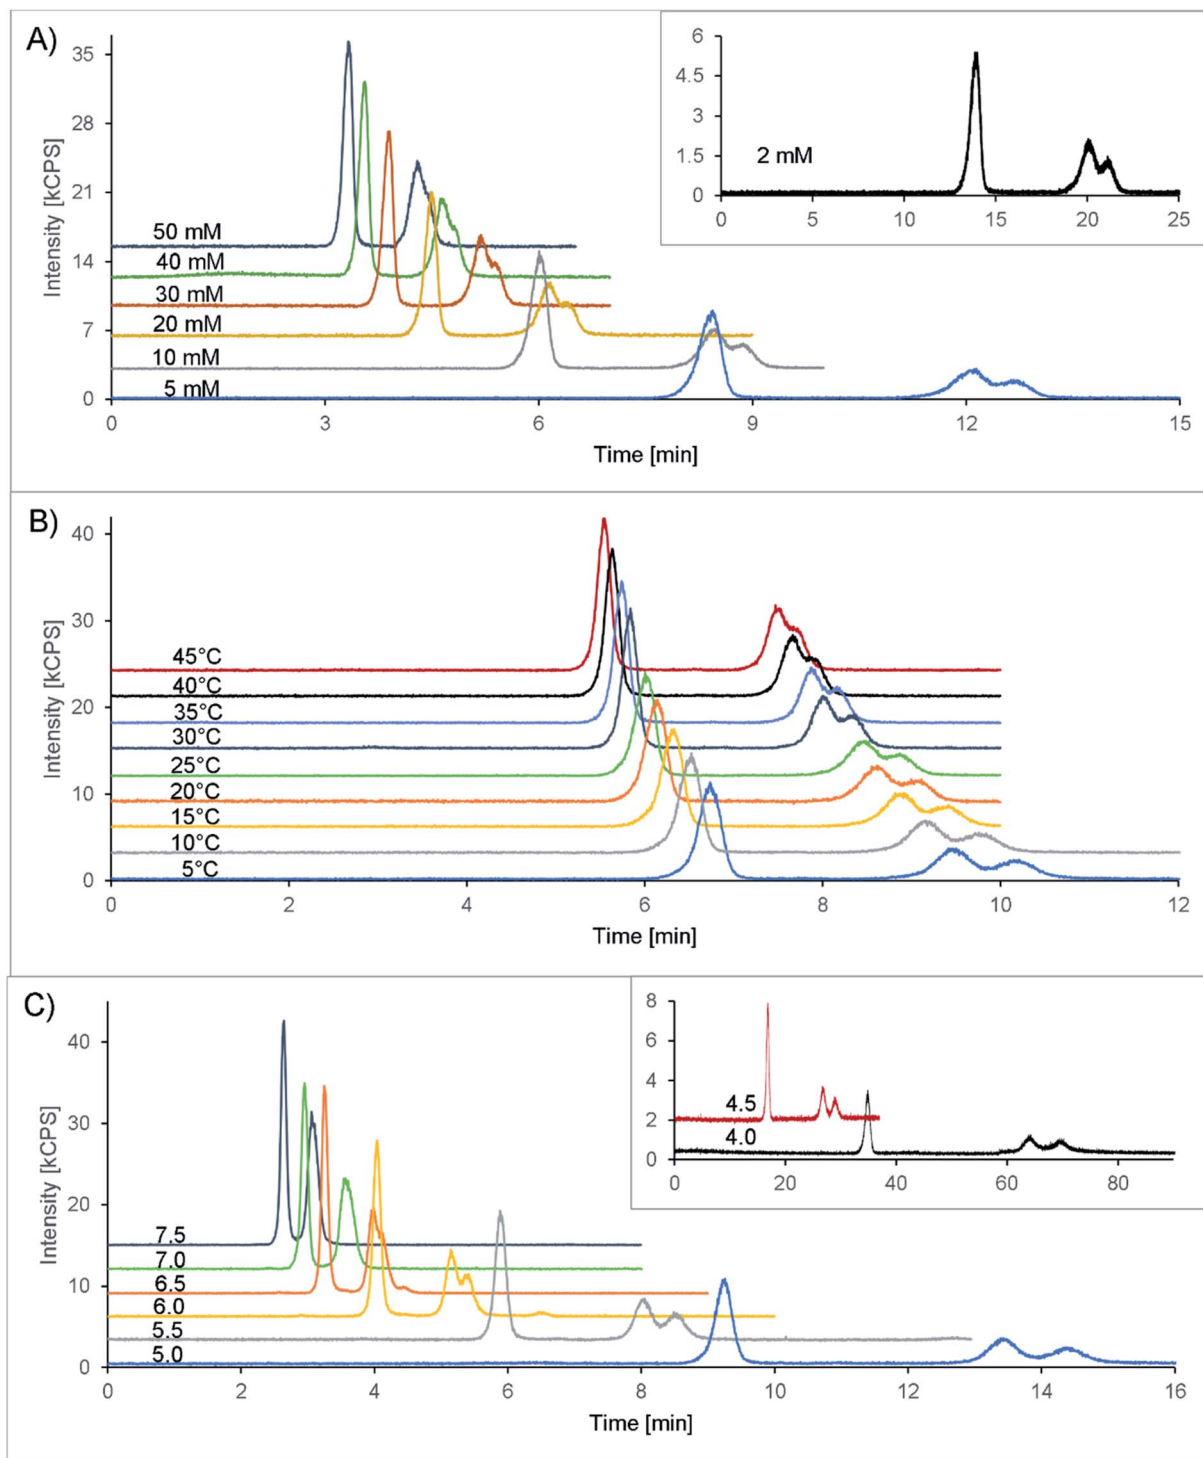 A)
Intensity [kCPS]
35
28
21
14
7
0
50 mM
40 mM
30 mM
20 mM
10 mM
5 mM
0 3 6 9 12 15
Time [min]
6
4.5
3
1.5
0
2 mM
0 5 10 15 20 25
B)
Intensity [kCPS]
40
30
20
10
0
45°C
40°C
35°C
30°C
25°C
20°C
15°C
10°C
5°C
0 2 4 6 8 10 12
Time [min]
C)
Intensity [kCPS]
40
30
20
10
0
7.5
7.0
6.5
6.0
5.5
5.0
0 2 4 6 8 10 12 14 16
Time [min]
8
6
4
2
0
4.5
4.0
0 20 40 60 80